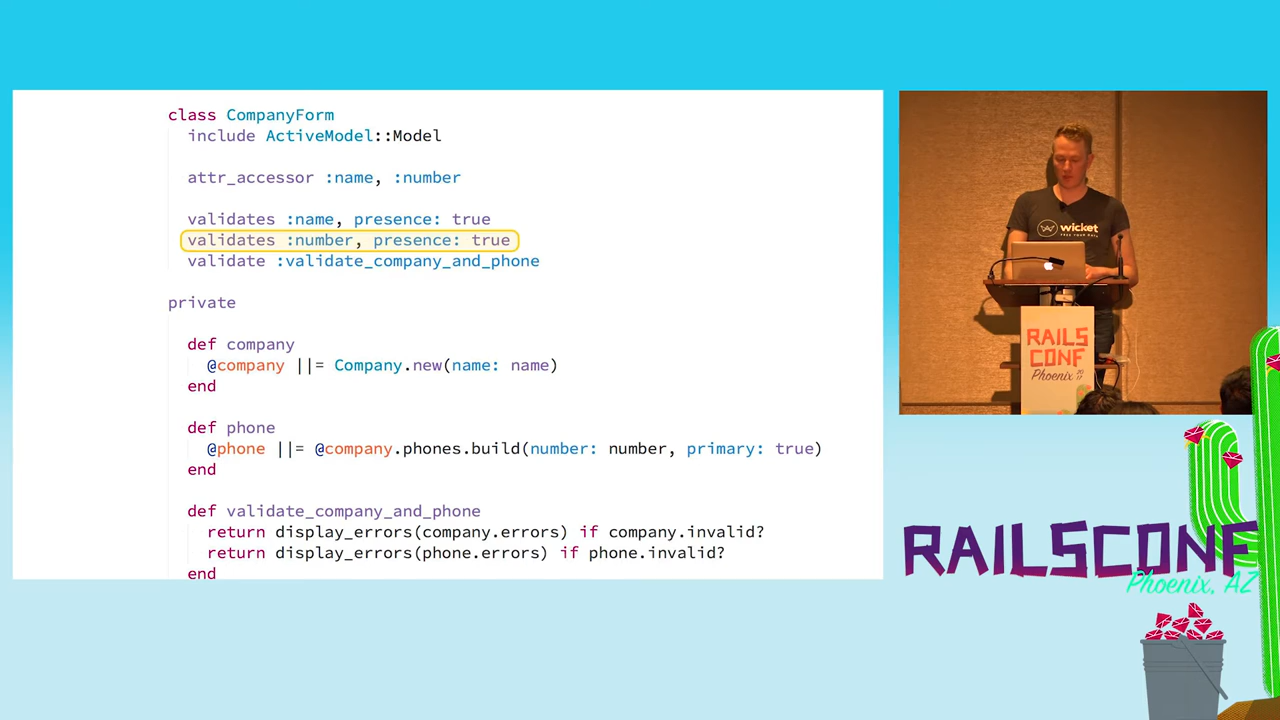 class CompanyForm
include ActiveModel::Model
attr_accessor :name, :number
validates :name, presence: true
validates :number, presence: true
validate :validate_company_and_phone
private
def company
@company ||= Company.new(name: name)
end
def phone
@phone ||= @company.phones.build(number: number, primary: true)
end
def validate_company_and_phone
return display_errors(company.errors) if company.invalid?
return display_errors(phone.errors) if phone.invalid?
end
wicket
RAILS
CONF
Phoenix 2017
RAILSCONF
Phoenix, AZ